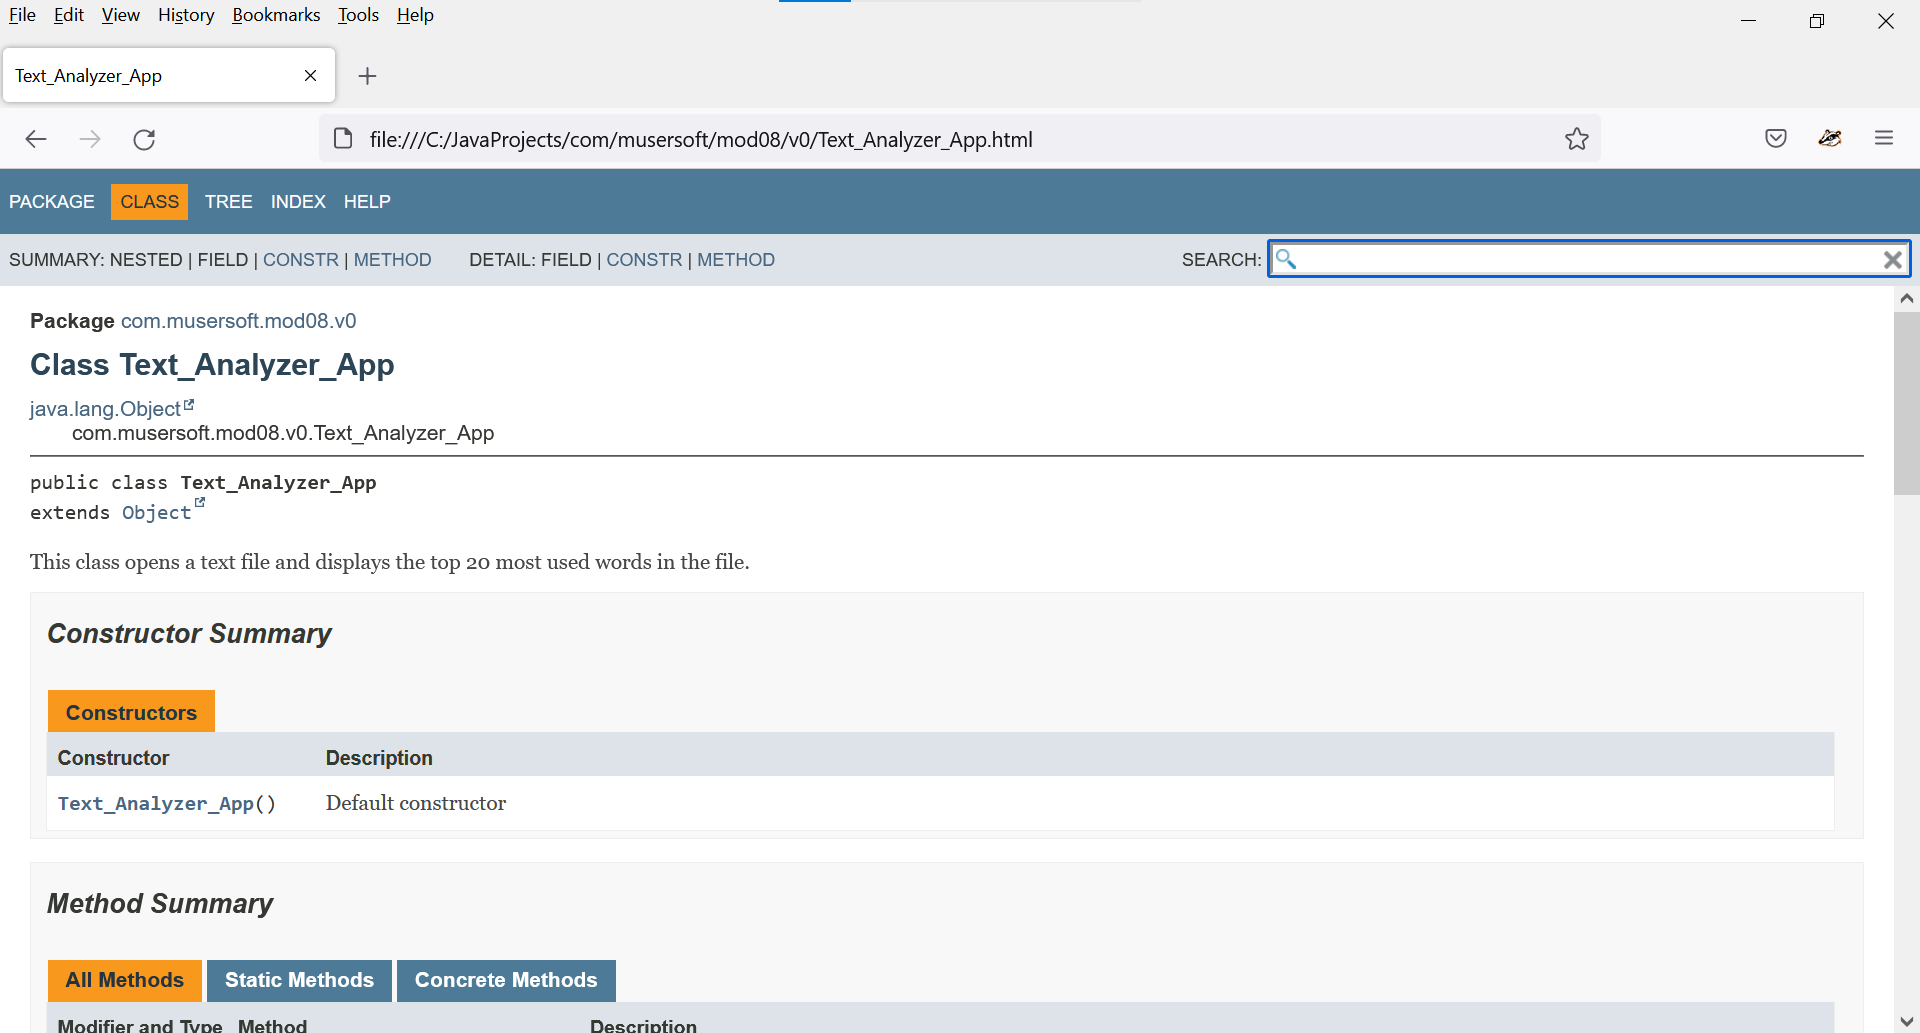 File Edit View History Bookmarks Tools Help
Text_Analyzer_App
file:///C:/JavaProjects/com/musersoft/mod08/v0/Text_Analyzer_App.html
PACKAGE CLASS TREE INDEX HELP
SUMMARY: NESTED | FIELD | CONSTR | METHOD DETAIL: FIELD | CONSTR | METHOD SEARCH:
Package com.musersoft.mod08.v0
Class Text_Analyzer_App
java.lang.Object
com.musersoft.mod08.v0.Text_Analyzer_App
public class Text_Analyzer_App
extends Object
This class opens a text file and displays the top 20 most used words in the file.
Constructor Summary
Constructors
Constructor Description
Text_Analyzer_App() Default constructor
Method Summary
All Methods Static Methods Concrete Methods
Modifier and Type Method Description